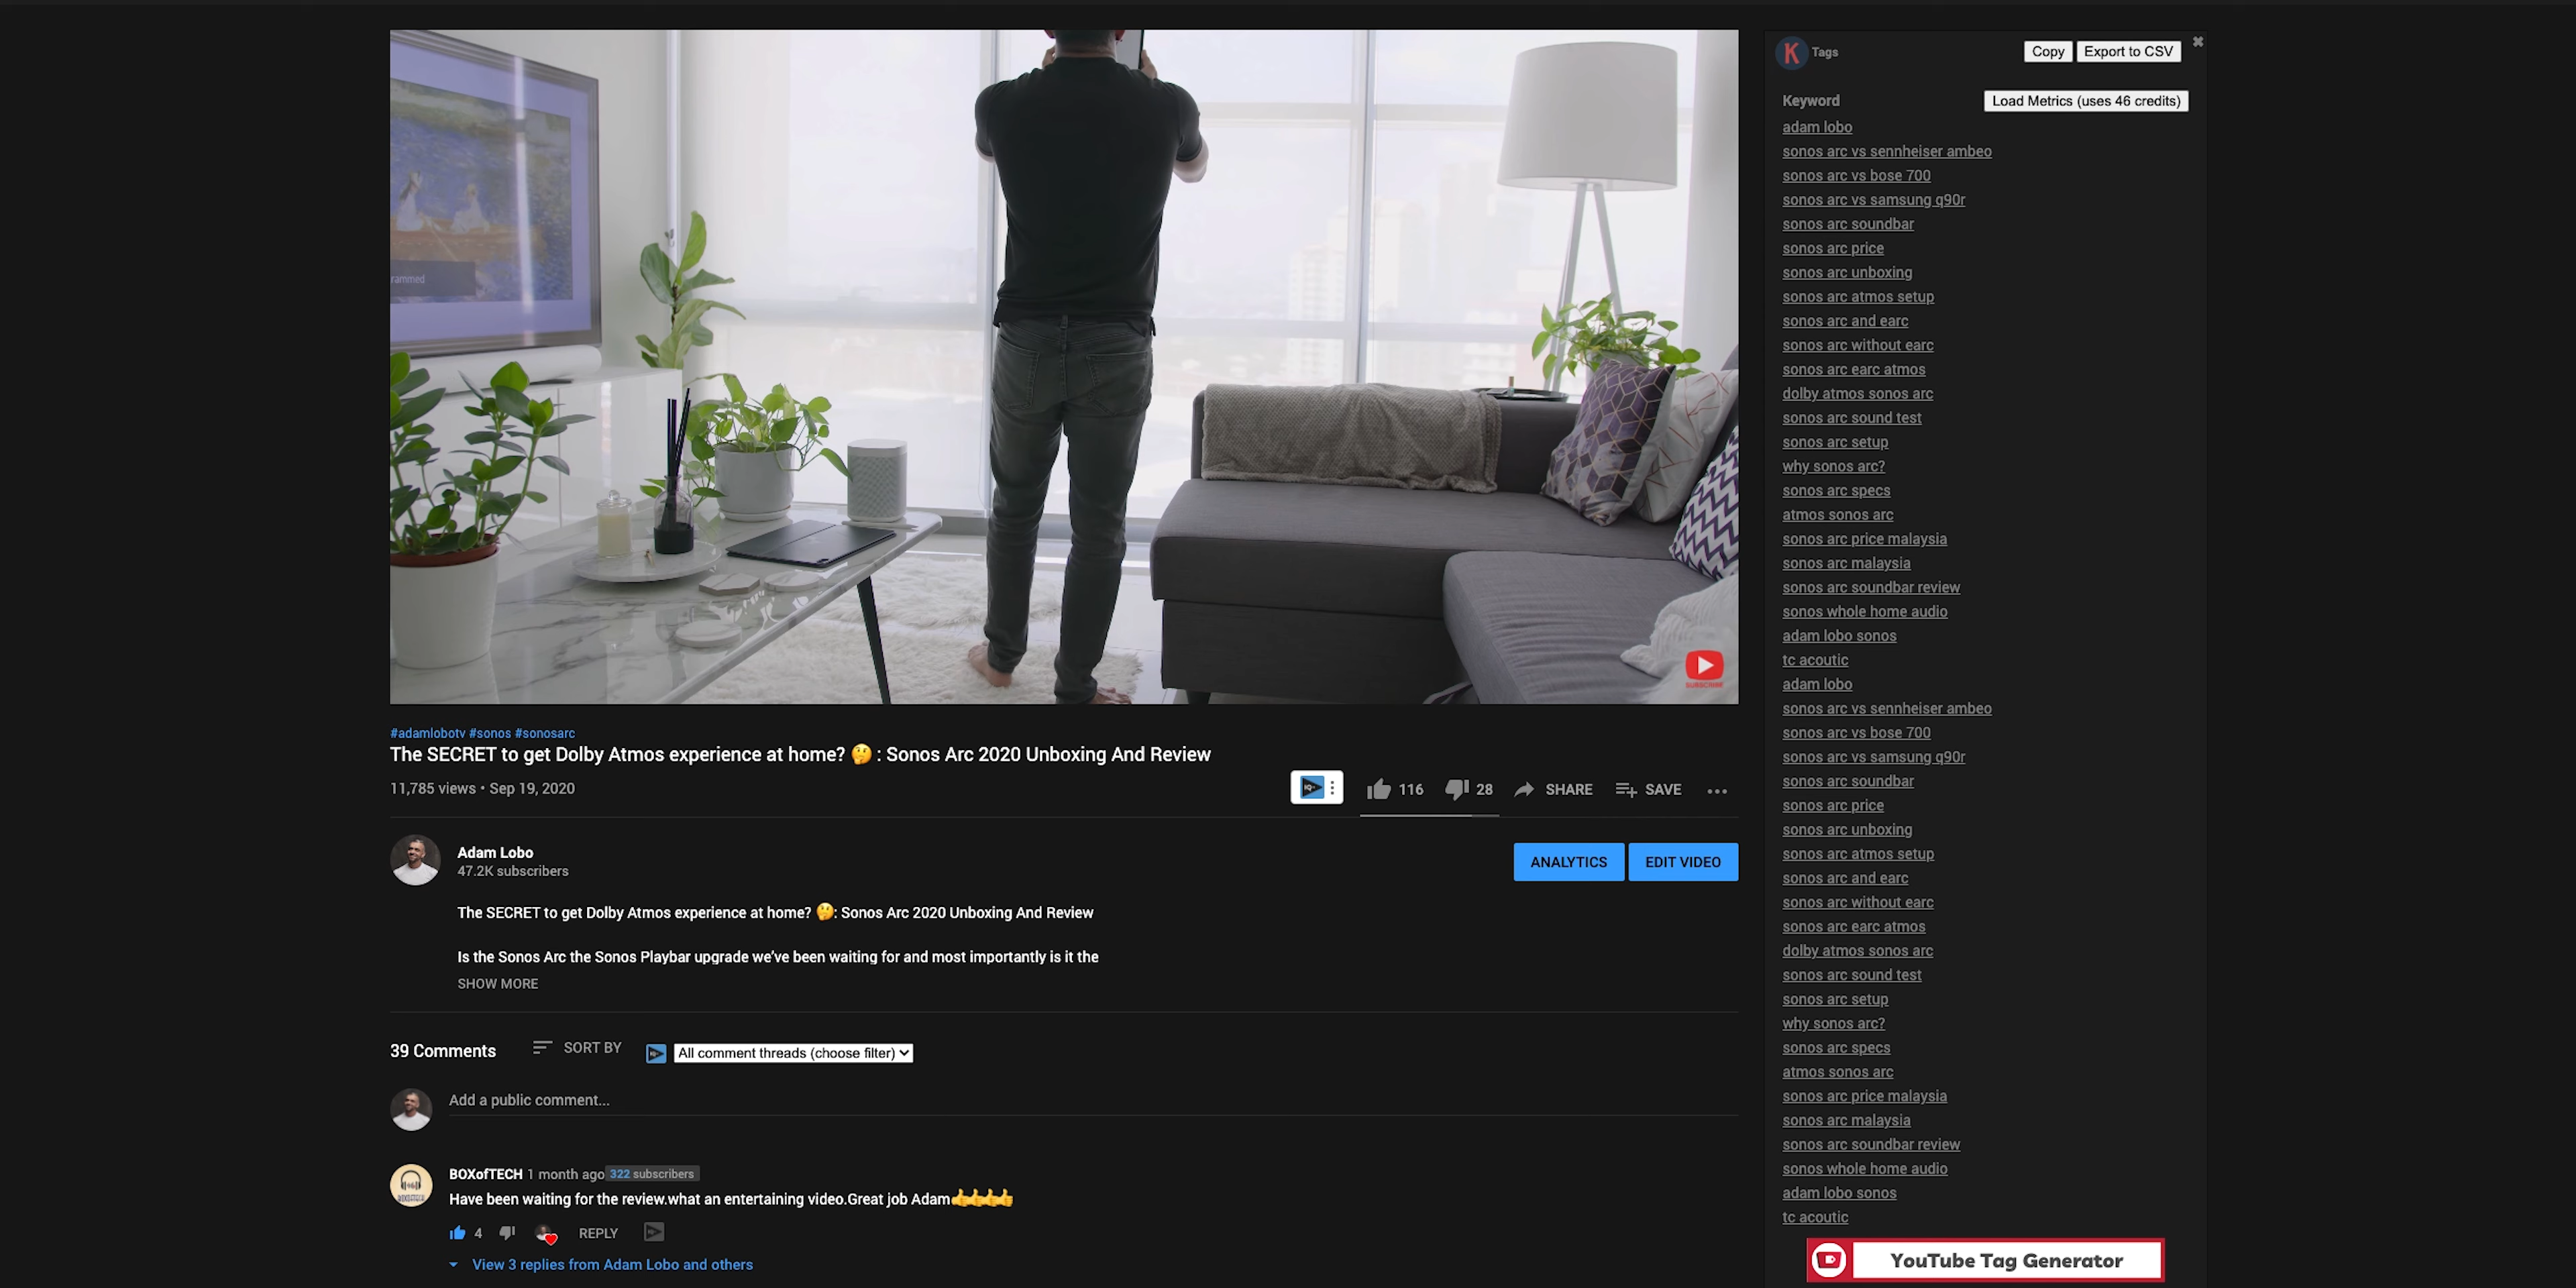 rammed
SUBSCRIBE
#adamlobotv #sonos #sonosarc
The SECRET to get Dolby Atmos experience at home? 🤔 : Sonos Arc 2020 Unboxing And Review
11,785 views • Sep 19, 2020
116
28
SHARE
SAVE
Adam Lobo
47.2K subscribers
ANALYTICS
EDIT VIDEO
The SECRET to get Dolby Atmos experience at home? 🤔: Sonos Arc 2020 Unboxing And Review
Is the Sonos Arc the Sonos Playbar upgrade we've been waiting for and most importantly is it the
SHOW MORE
39 Comments
SORT BY
All comment threads (choose filter)
Add a public comment...
BOXofTECH 1 month ago 322 subscribers
Have been waiting for the review.what an entertaining video.Great job Adam👍👍👍👍
4
REPLY
View 3 replies from Adam Lobo and others
K Tags
Copy
Export to CSV
Keyword
Load Metrics (uses 46 credits)
adam lobo
sonos arc vs sennheiser ambeo
sonos arc vs bose 700
sonos arc vs samsung q90r
sonos arc soundbar
sonos arc price
sonos arc unboxing
sonos arc atmos setup
sonos arc and earc
sonos arc without earc
sonos arc earc atmos
dolby atmos sonos arc
sonos arc sound test
sonos arc setup
why sonos arc?
sonos arc specs
atmos sonos arc
sonos arc price malaysia
sonos arc malaysia
sonos arc soundbar review
sonos whole home audio
adam lobo sonos
tc acoutic
adam lobo
sonos arc vs sennheiser ambeo
sonos arc vs bose 700
sonos arc vs samsung q90r
sonos arc soundbar
sonos arc price
sonos arc unboxing
sonos arc atmos setup
sonos arc and earc
sonos arc without earc
sonos arc earc atmos
dolby atmos sonos arc
sonos arc sound test
sonos arc setup
why sonos arc?
sonos arc specs
atmos sonos arc
sonos arc price malaysia
sonos arc malaysia
sonos arc soundbar review
sonos whole home audio
adam lobo sonos
tc acoutic
YouTube Tag Generator